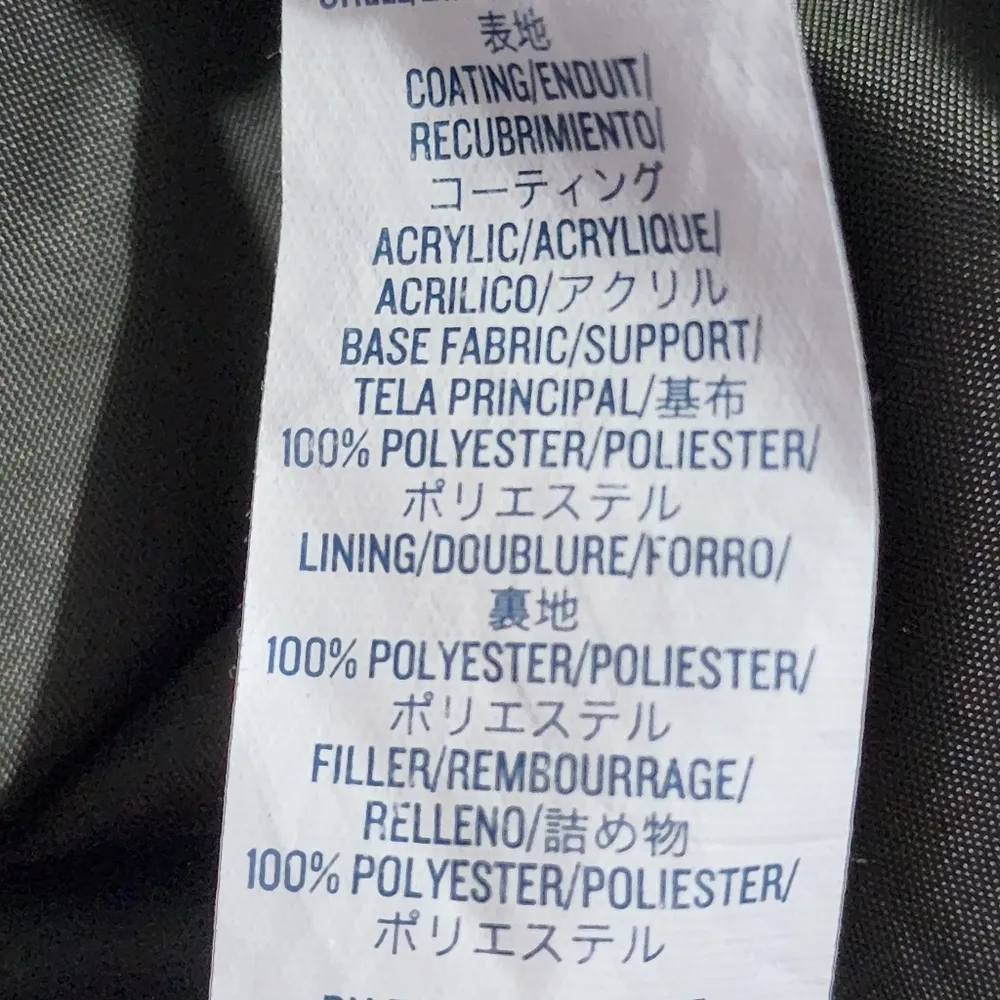 表地
COATING/ENDUIT/
RECUBRIMIENTO/
コーティング
ACRYLIC/ACRYLIQUE/
ACRILICO/アクリル
BASE FABRIC/SUPPORT/
TELA PRINCIPAL/基布
100% POLYESTER/POLIESTER/
ポリエステル
LINING/DOUBLURE/FORRO/
裏地
100% POLYESTER/POLIESTER/
ポリエステル
FILLER/REMBOURRAGE/
RELLENO/詰め物
100% POLYESTER/POLIESTER/
ポリエステル